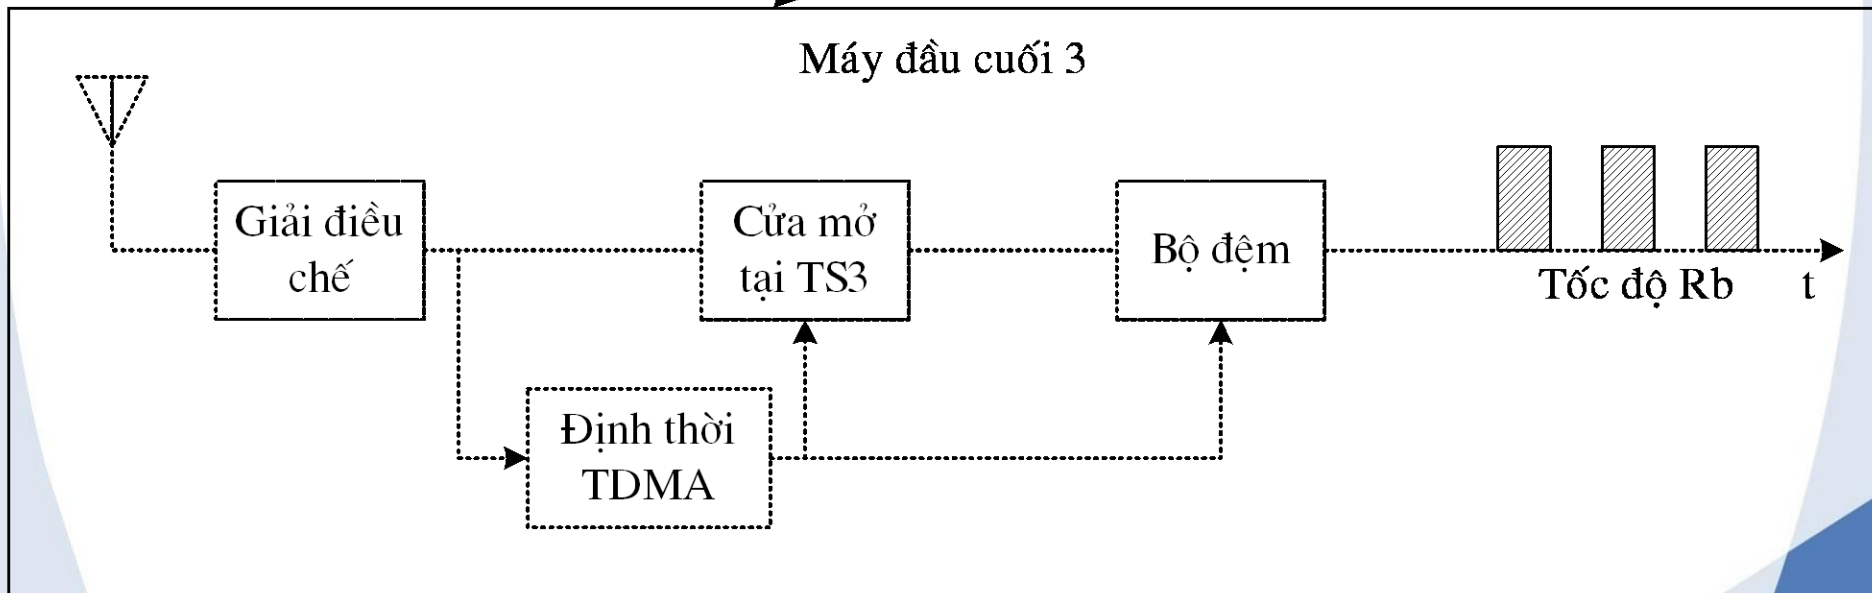 Máy đầu cuối 3
Giải điều
chế
Cửa mở
tại TS3
Bộ đệm
Tốc độ Rb
t
Định thời
TDMA